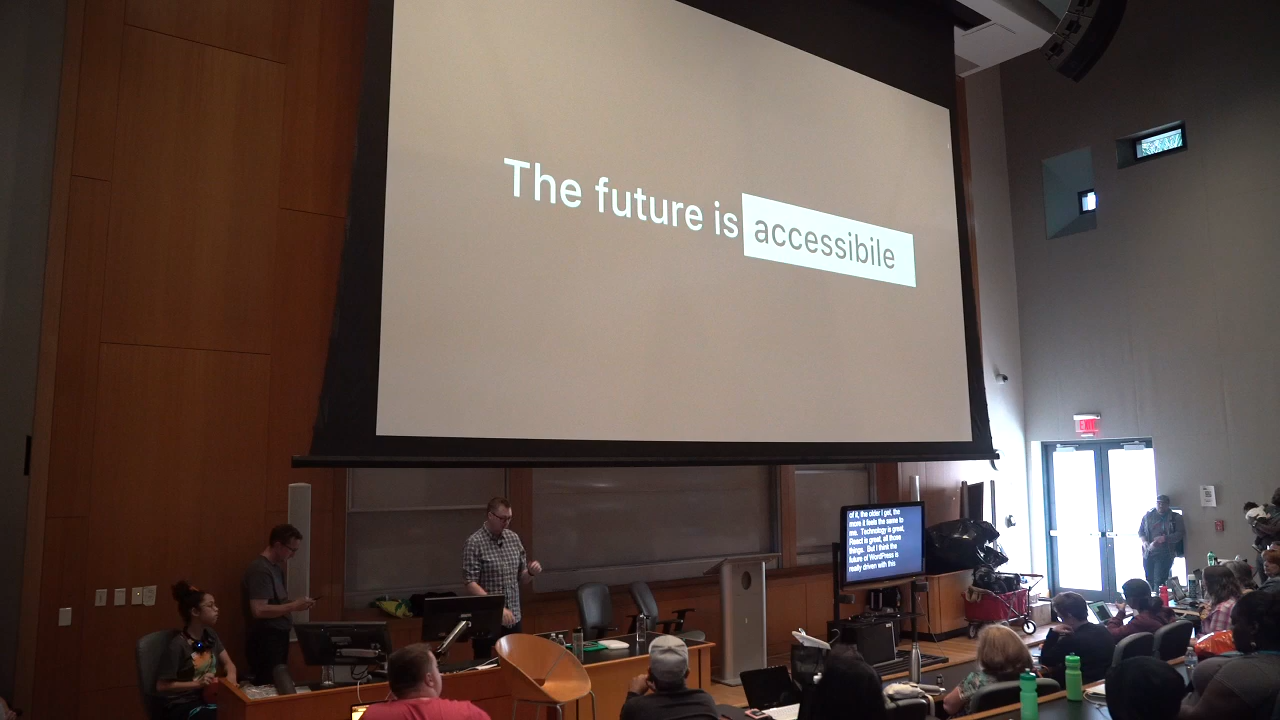 The future is accessibile
of it, the older I get, the
more it feels the same to
me.  Technology is great,
React is great, all those
things.  But I think the
future of WordPress is
really driven with this
EXIT